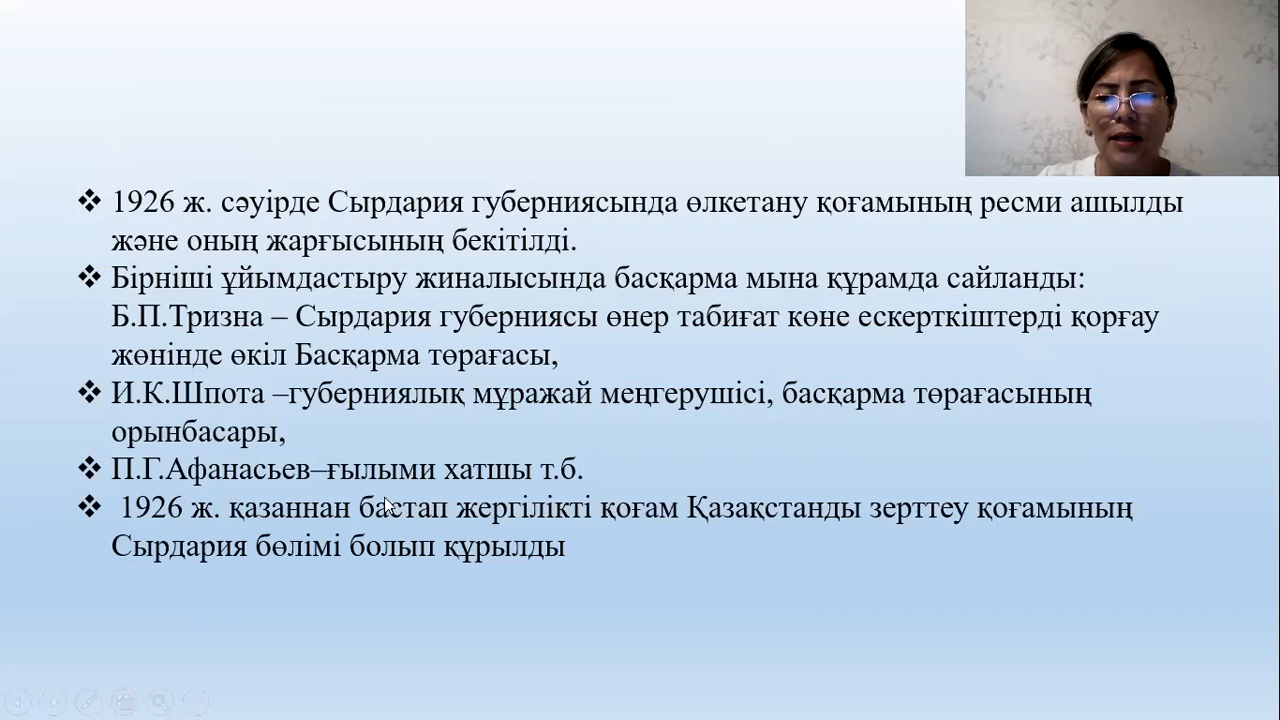 ❖ 1926 ж. сәуірде Сырдария губерниясында өлкетану қоғамының ресми ашылды
және оның жарғысының бекітілді.
❖ Бірніші ұйымдастыру жиналысында басқарма мына құрамда сайланды:
Б.П.Тризна – Сырдария губерниясы өнер табиғат көне ескерткіштерді қорғау
жөнінде өкіл Басқарма төрағасы,
❖ И.К.Шпота –губерниялық мұражай меңгерушісі, басқарма төрағасының
орынбасары,
❖ П.Г.Афанасьев–ғылыми хатшы т.б.
❖ 1926 ж. қазаннан бастап жергілікті қоғам Қазақстанды зерттеу қоғамының
Сырдария бөлімі болып құрылды